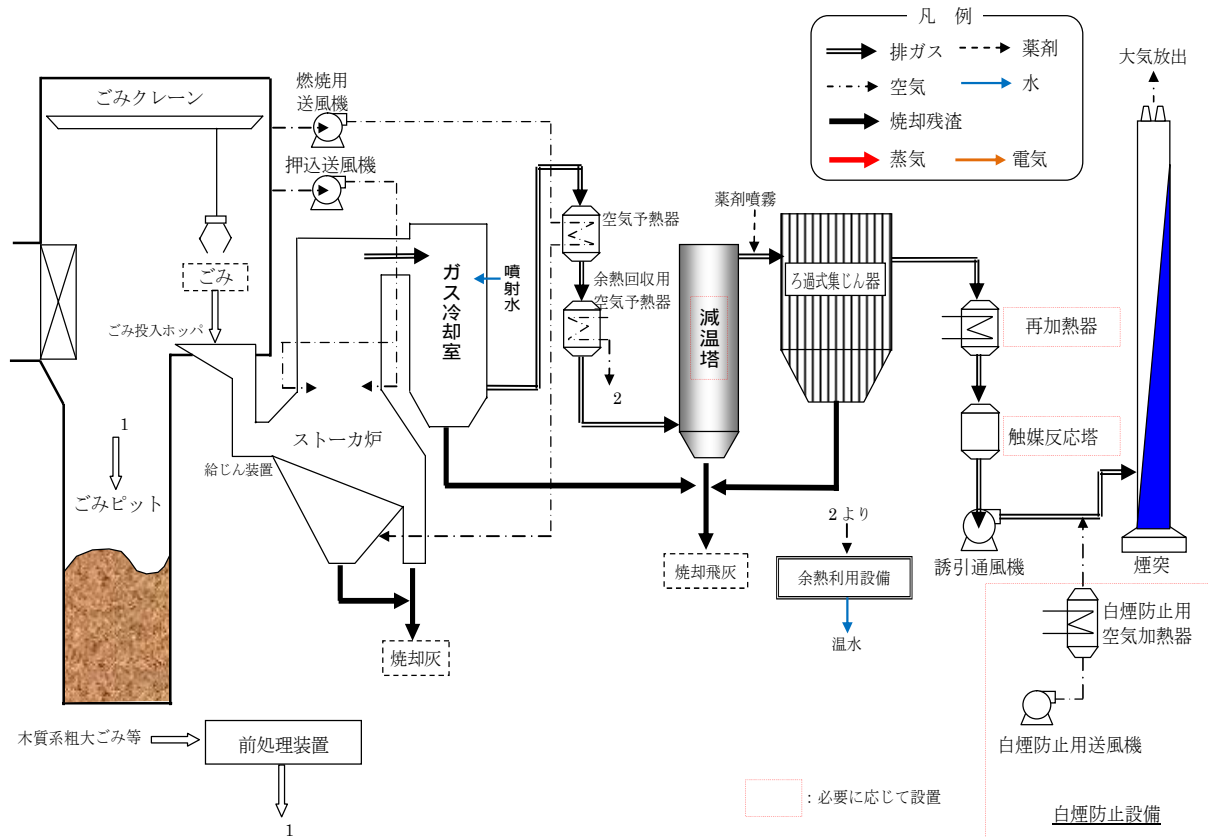 凡 例
排ガス
薬剤
空気
水
焼却残渣
蒸気
電気
大気放出
ごみクレーン
燃焼用
送風機
押込送風機
ごみ
ごみ投入ホッパ
1
ごみピット
ストーカ炉
給じん装置
ガス冷却室
噴射水
空気予熱器
余熱回収用
空気予熱器
2
減温塔
薬剤噴霧
ろ過式集じん器
再加熱器
触媒反応塔
誘引通風機
煙突
焼却灰
焼却飛灰
2より
余熱利用設備
温水
白煙防止用
空気加熱器
白煙防止用送風機
白煙防止設備
木質系粗大ごみ等
前処理装置
1
：必要に応じて設置